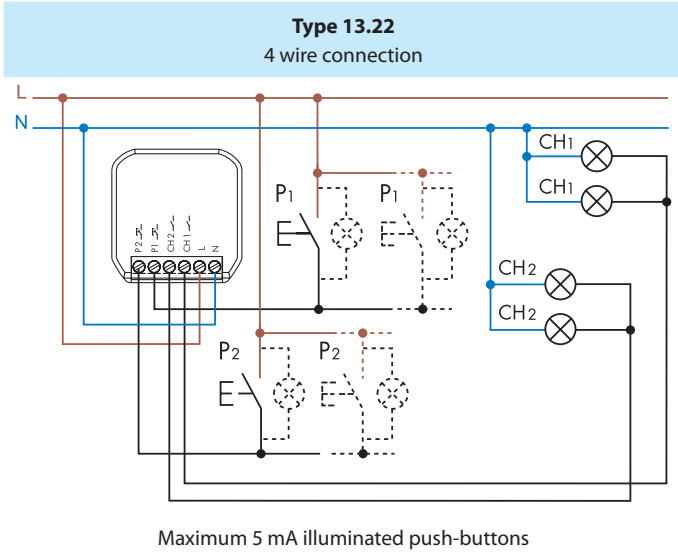 Type 13.22
4 wire connection
L
N
CH1
CH1
P1
P1
P2
P1
CH2
CH1
L
N
CH2
CH2
P2
P2
Maximum 5 mA illuminated push-buttons